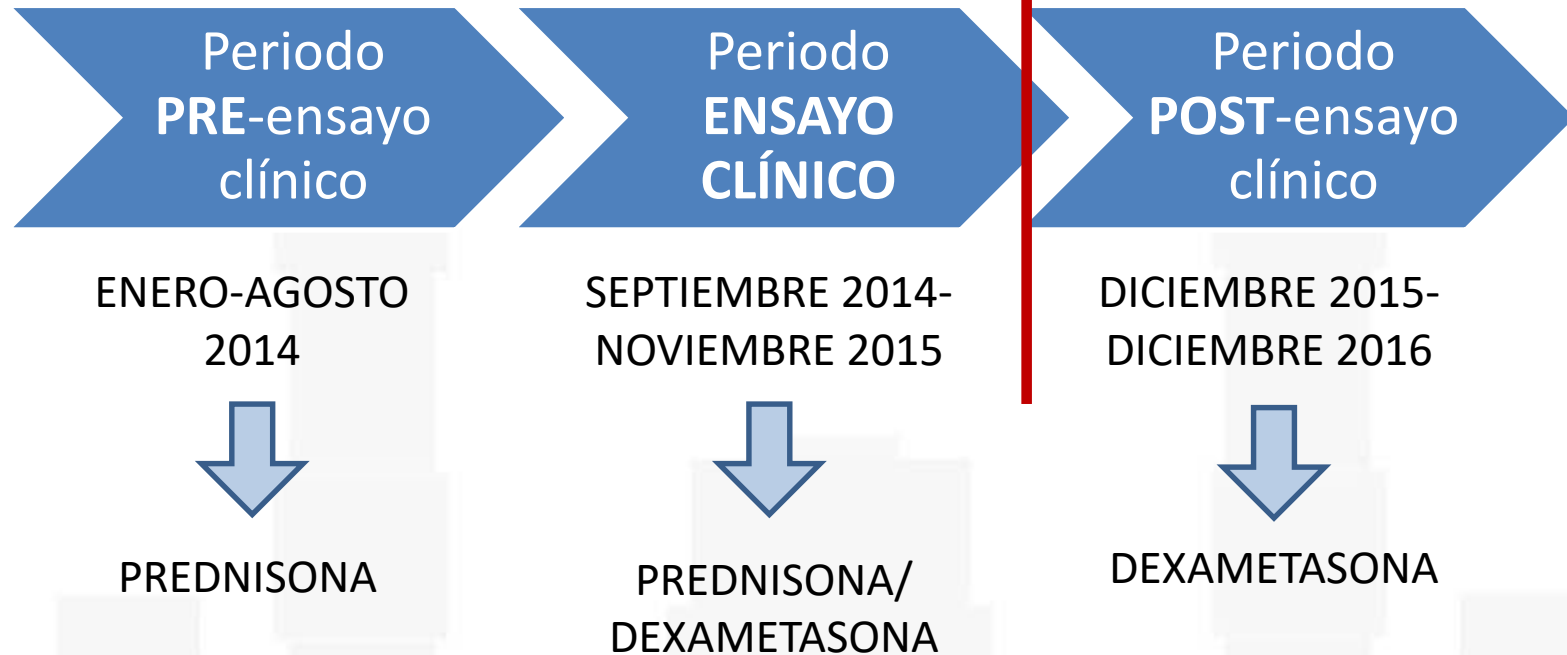 Periodo
PRE-ensayo
clínico
Periodo
ENSAYO
CLÍNICO
Periodo
POST-ensayo
clínico
ENERO-AGOSTO
2014
SEPTIEMBRE 2014-
NOVIEMBRE 2015
DICIEMBRE 2015-
DICIEMBRE 2016
PREDNISONA
PREDNISONA/
DEXAMETASONA
DEXAMETASONA